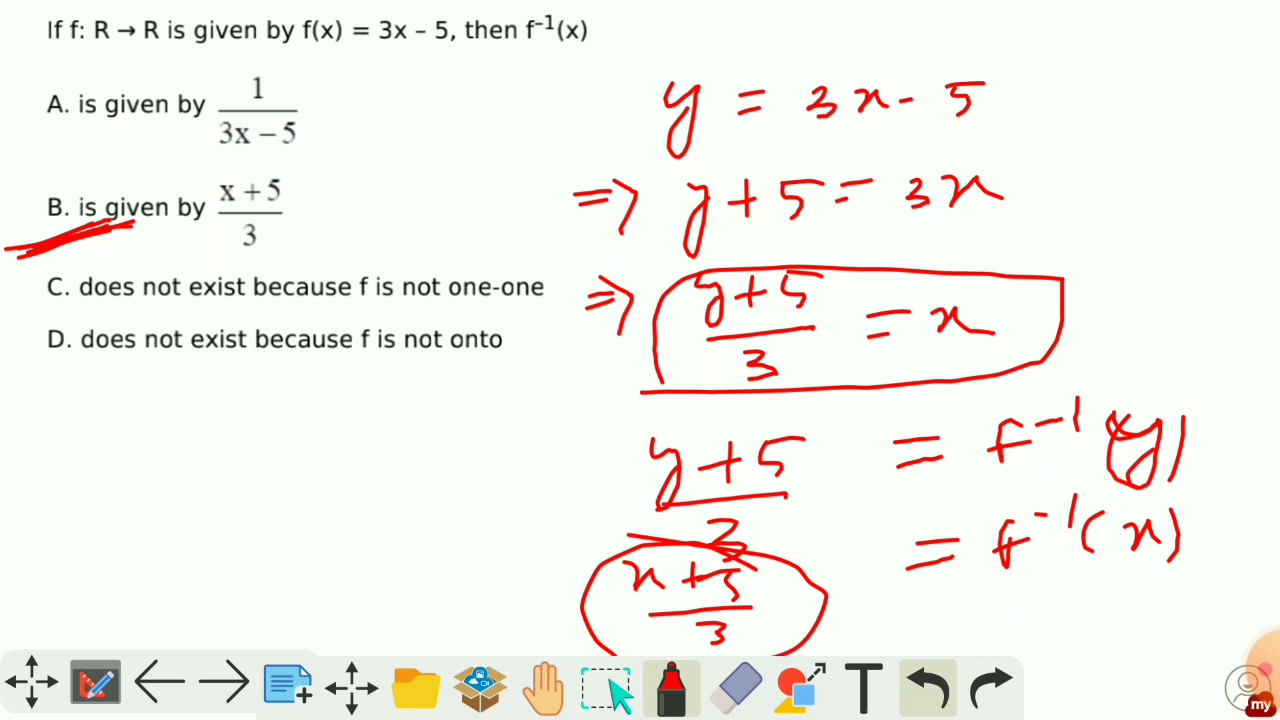 If f: R → R is given by f(x) = 3x – 5, then f⁻¹(x)
A. is given by 1/(3x – 5)
B. is given by (x + 5)/3
C. does not exist because f is not one-one
D. does not exist because f is not onto
y = 3x - 5
=> y + 5 = 3x
=> (y + 5)/3 = x
(y + 5)/3 = f⁻¹(y)
(x + 5)/3 = f⁻¹(x)
T
my